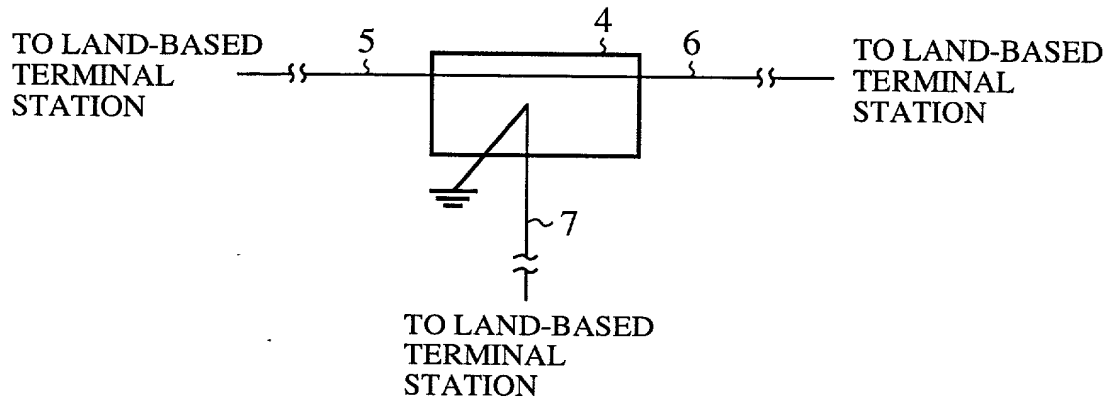 TO LAND-BASED
TERMINAL
STATION
5
4
6
TO LAND-BASED
TERMINAL
STATION
7
TO LAND-BASED
TERMINAL
STATION